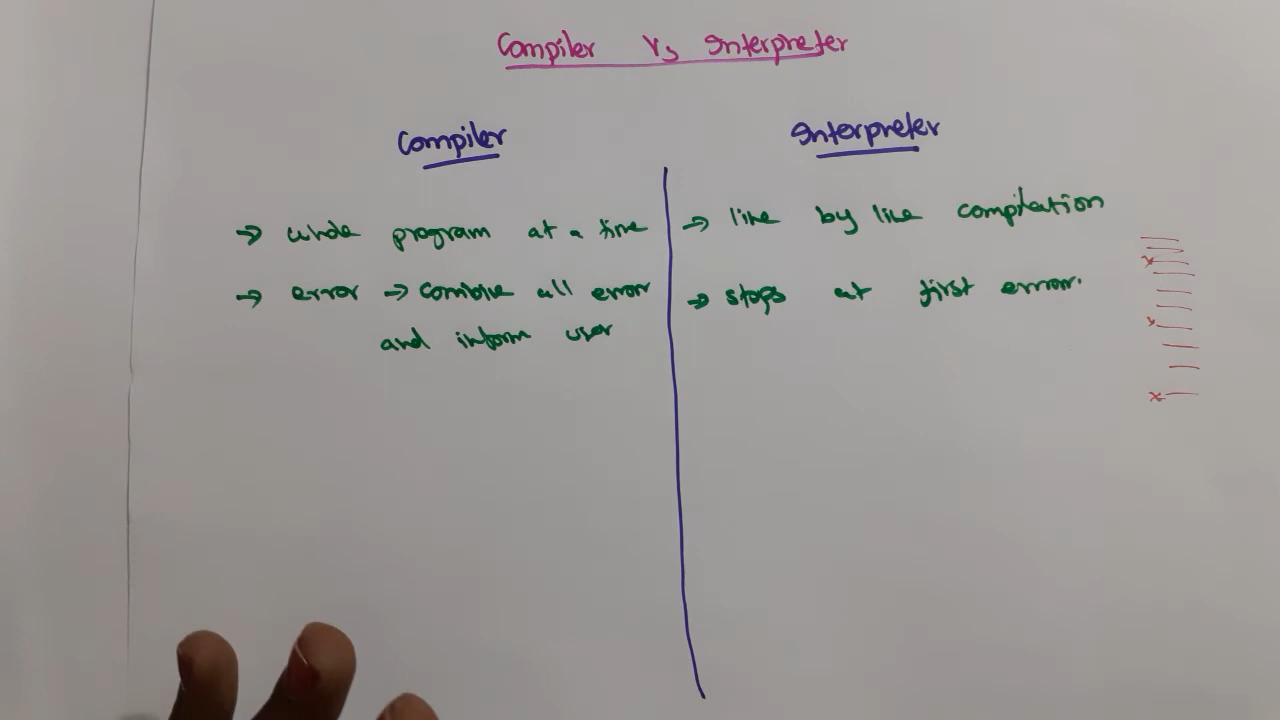 Compiler Vs Interpreter
Compiler
→ whole program at a time
→ error → combine all error
and inform user
Interpreter
→ line by line compilation
→ stops at first error.